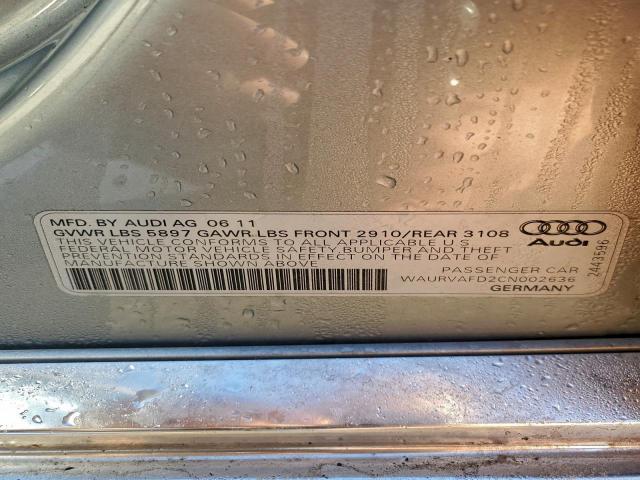 MFD. BY AUDI AG 06 11
GVWR LBS 5897 GAWR LBS FRONT 2910/REAR 3108
THIS VEHICLE CONFORMS TO ALL APPLICABLE U S
FEDERAL MOTOR VEHICLE SAFETY,BUMPER AND THEFT
PREVENTION STANDARDS IN EFFECT ON THE DATE OF
MANUFACTURE SHOWN ABOVE
Audi
PASSENGER CAR
WAURVAFD2CN002636
GERMANY
2443596